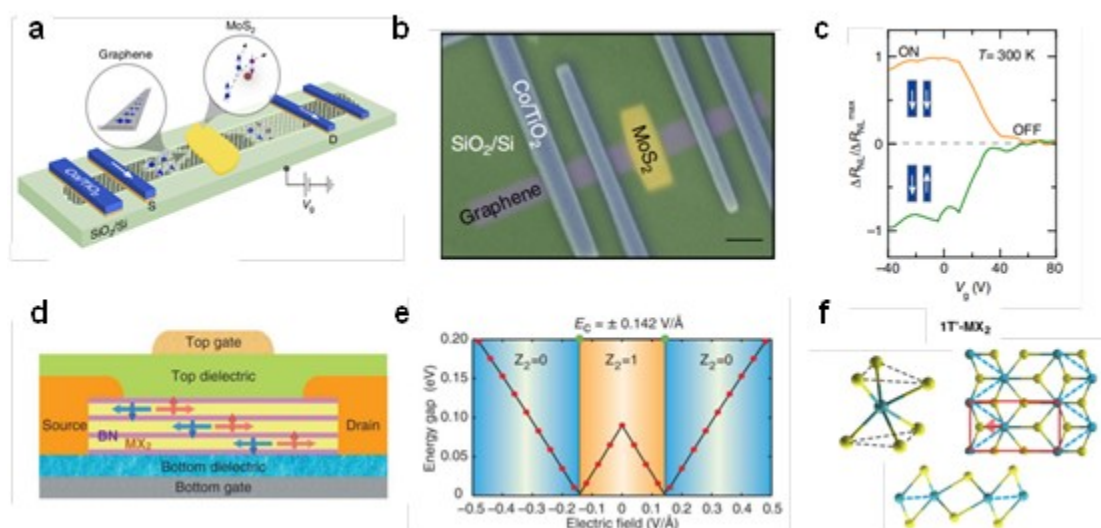 a
MoS2
Graphene
Co/TiO2
S
D
Vg
SiO2/Si
b
SiO2/Si
Co/TiO2
MoS2
Graphene
c
ΔRNL/ΔRNL^max
ON
T= 300 K
OFF
1
0
−1
−40 0 40 80
Vg (V)
d
Top gate
Top dielectric
Source
BN
MX2
Drain
Bottom dielectric
Bottom gate
e
EC = ± 0.142 V/Å
Energy gap (eV)
0.20
0.15
0.10
0.05
0
Z2=0
Z2=1
Z2=0
−0.5 −0.4 −0.3 −0.2 −0.1 0 0.1 0.2 0.3 0.4 0.5
Electric field (V/Å)
f
1T'-MX2